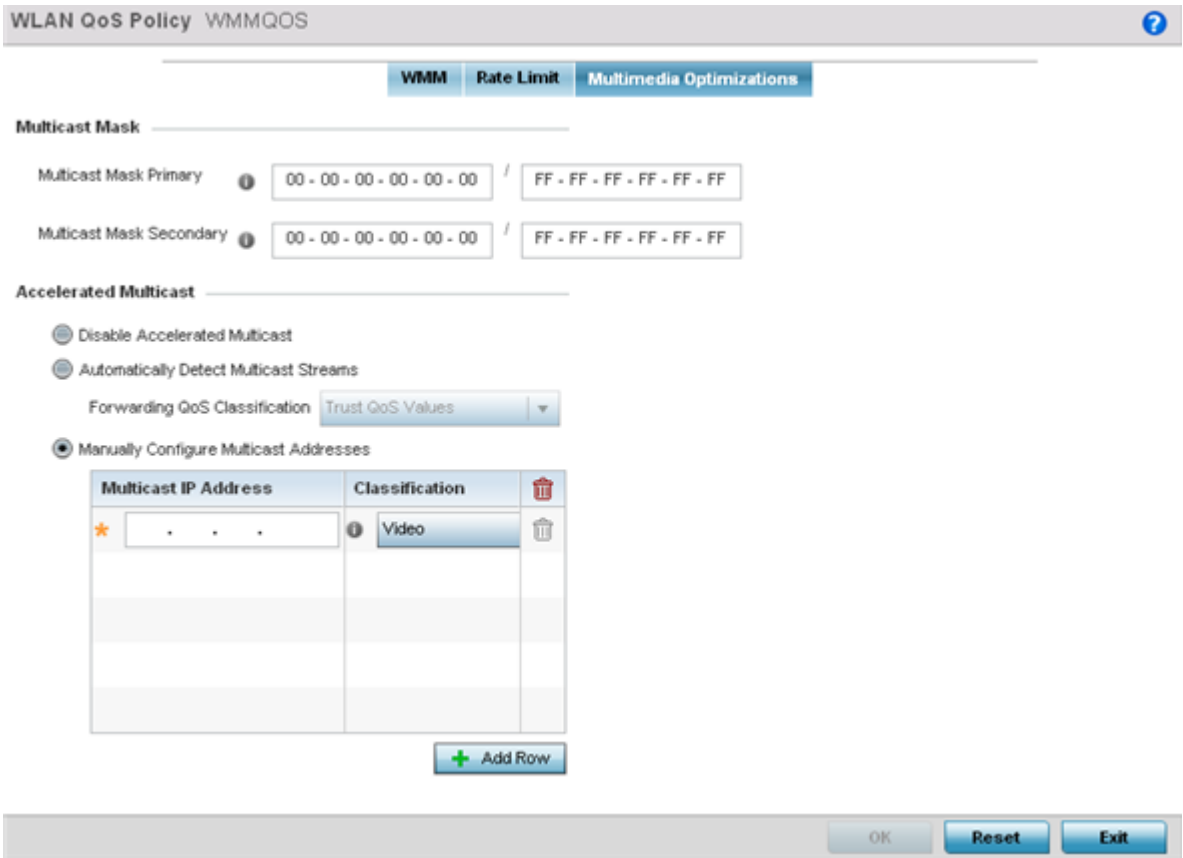 WLAN QoS Policy WMMQOS ?
WMM Rate Limit Multimedia Optimizations
Multicast Mask
Multicast Mask Primary 00 - 00 - 00 - 00 - 00 - 00 / FF - FF - FF - FF - FF - FF
Multicast Mask Secondary 00 - 00 - 00 - 00 - 00 - 00 / FF - FF - FF - FF - FF - FF
Accelerated Multicast
Disable Accelerated Multicast
Automatically Detect Multicast Streams
Forwarding QoS Classification Trust QoS Values
Manually Configure Multicast Addresses
Multicast IP Address Classification
* . . . Video
+ Add Row
OK Reset Exit